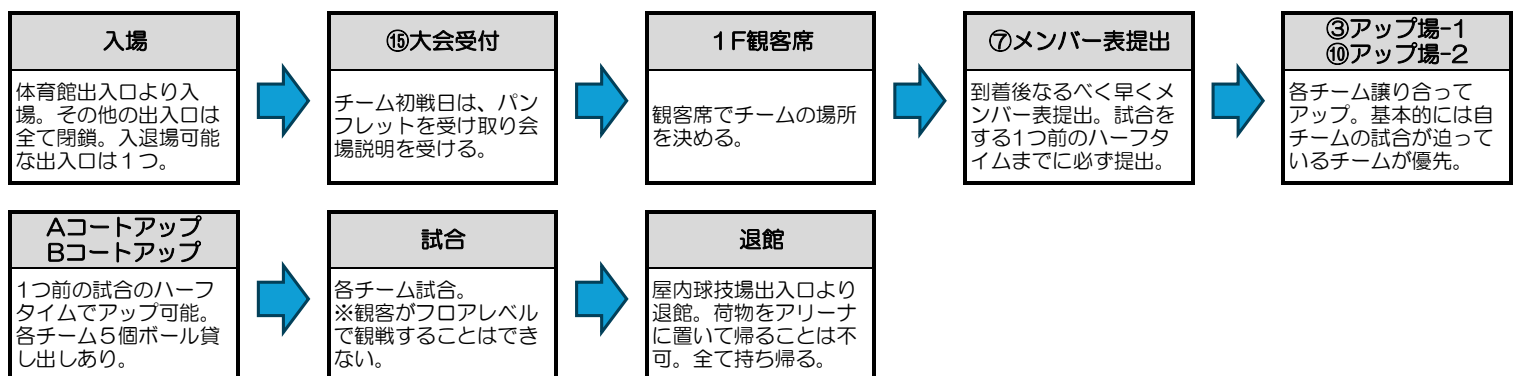 入場
体育館出入口より入
場。その他の出入口は
全て閉鎖。入退場可能
な出入口は１つ。
⑮大会受付
チーム初戦日は、パン
フレットを受け取り会
場説明を受ける。
１F観客席
観客席でチームの場所
を決める。
⑦メンバー表提出
到着後なるべく早くメ
ンバー表提出。試合を
する1つ前のハーフタ
イムまでに必ず提出。
③アップ場-1
⑩アップ場-2
各チーム譲り合って
アップ。基本的には自
チームの試合が迫って
いるチームが優先。
Aコートアップ
Bコートアップ
1つ前の試合のハーフ
タイムでアップ可能。
各チーム５個ボール貸
し出しあり。
試合
各チーム試合。
※観客がフロアレベル
で観戦することはでき
ない。
退館
屋内球技場出入口より
退館。荷物をアリーナ
に置いて帰ることは不
可。全て持ち帰る。